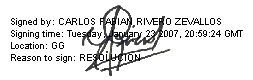 Signed by: CARLOS FABIAN RIVERO ZEVALLOS
Signing time: Tuesday, January 23 2007, 20:59:24 GMT
Location: GG
Reason to sign: RESOLUCION